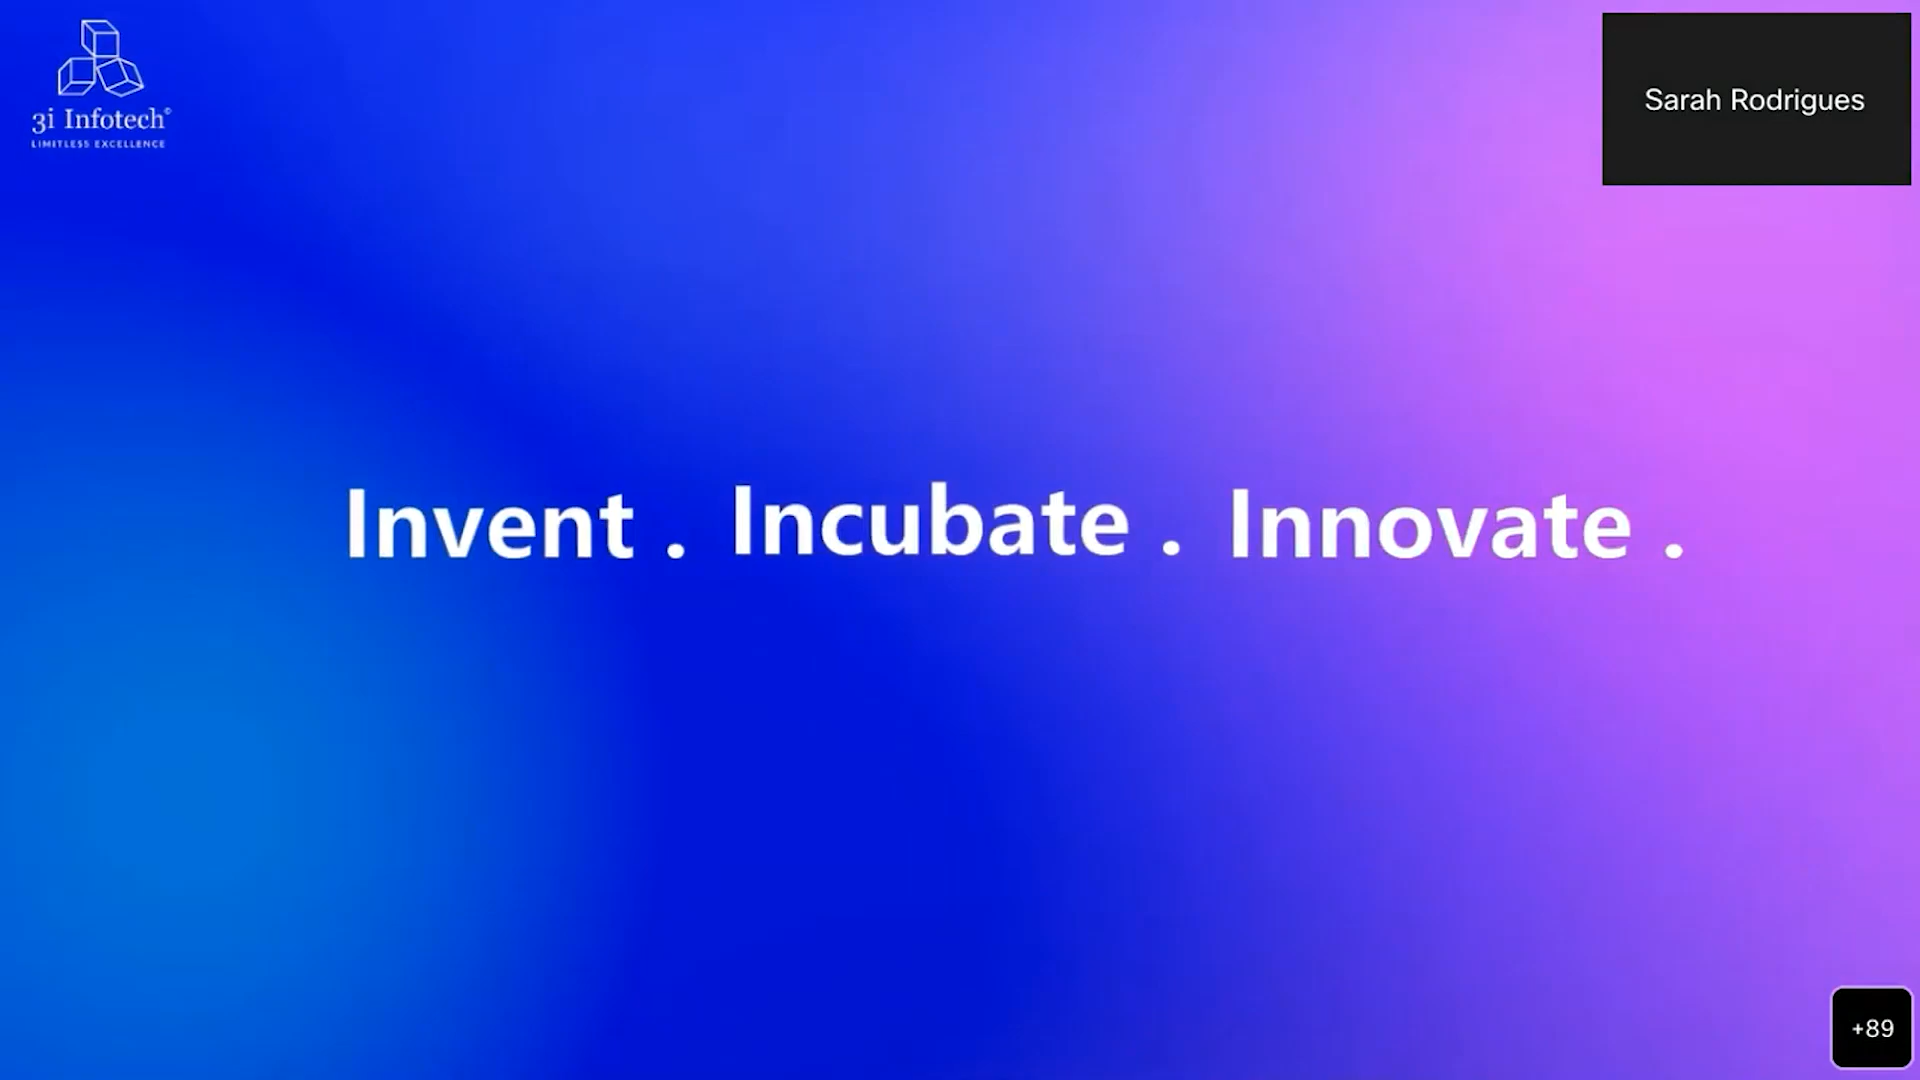 3i Infotech©
LIMITLESS EXCELLENCE
Sarah Rodrigues
Invent . Incubate . Innovate .
+89